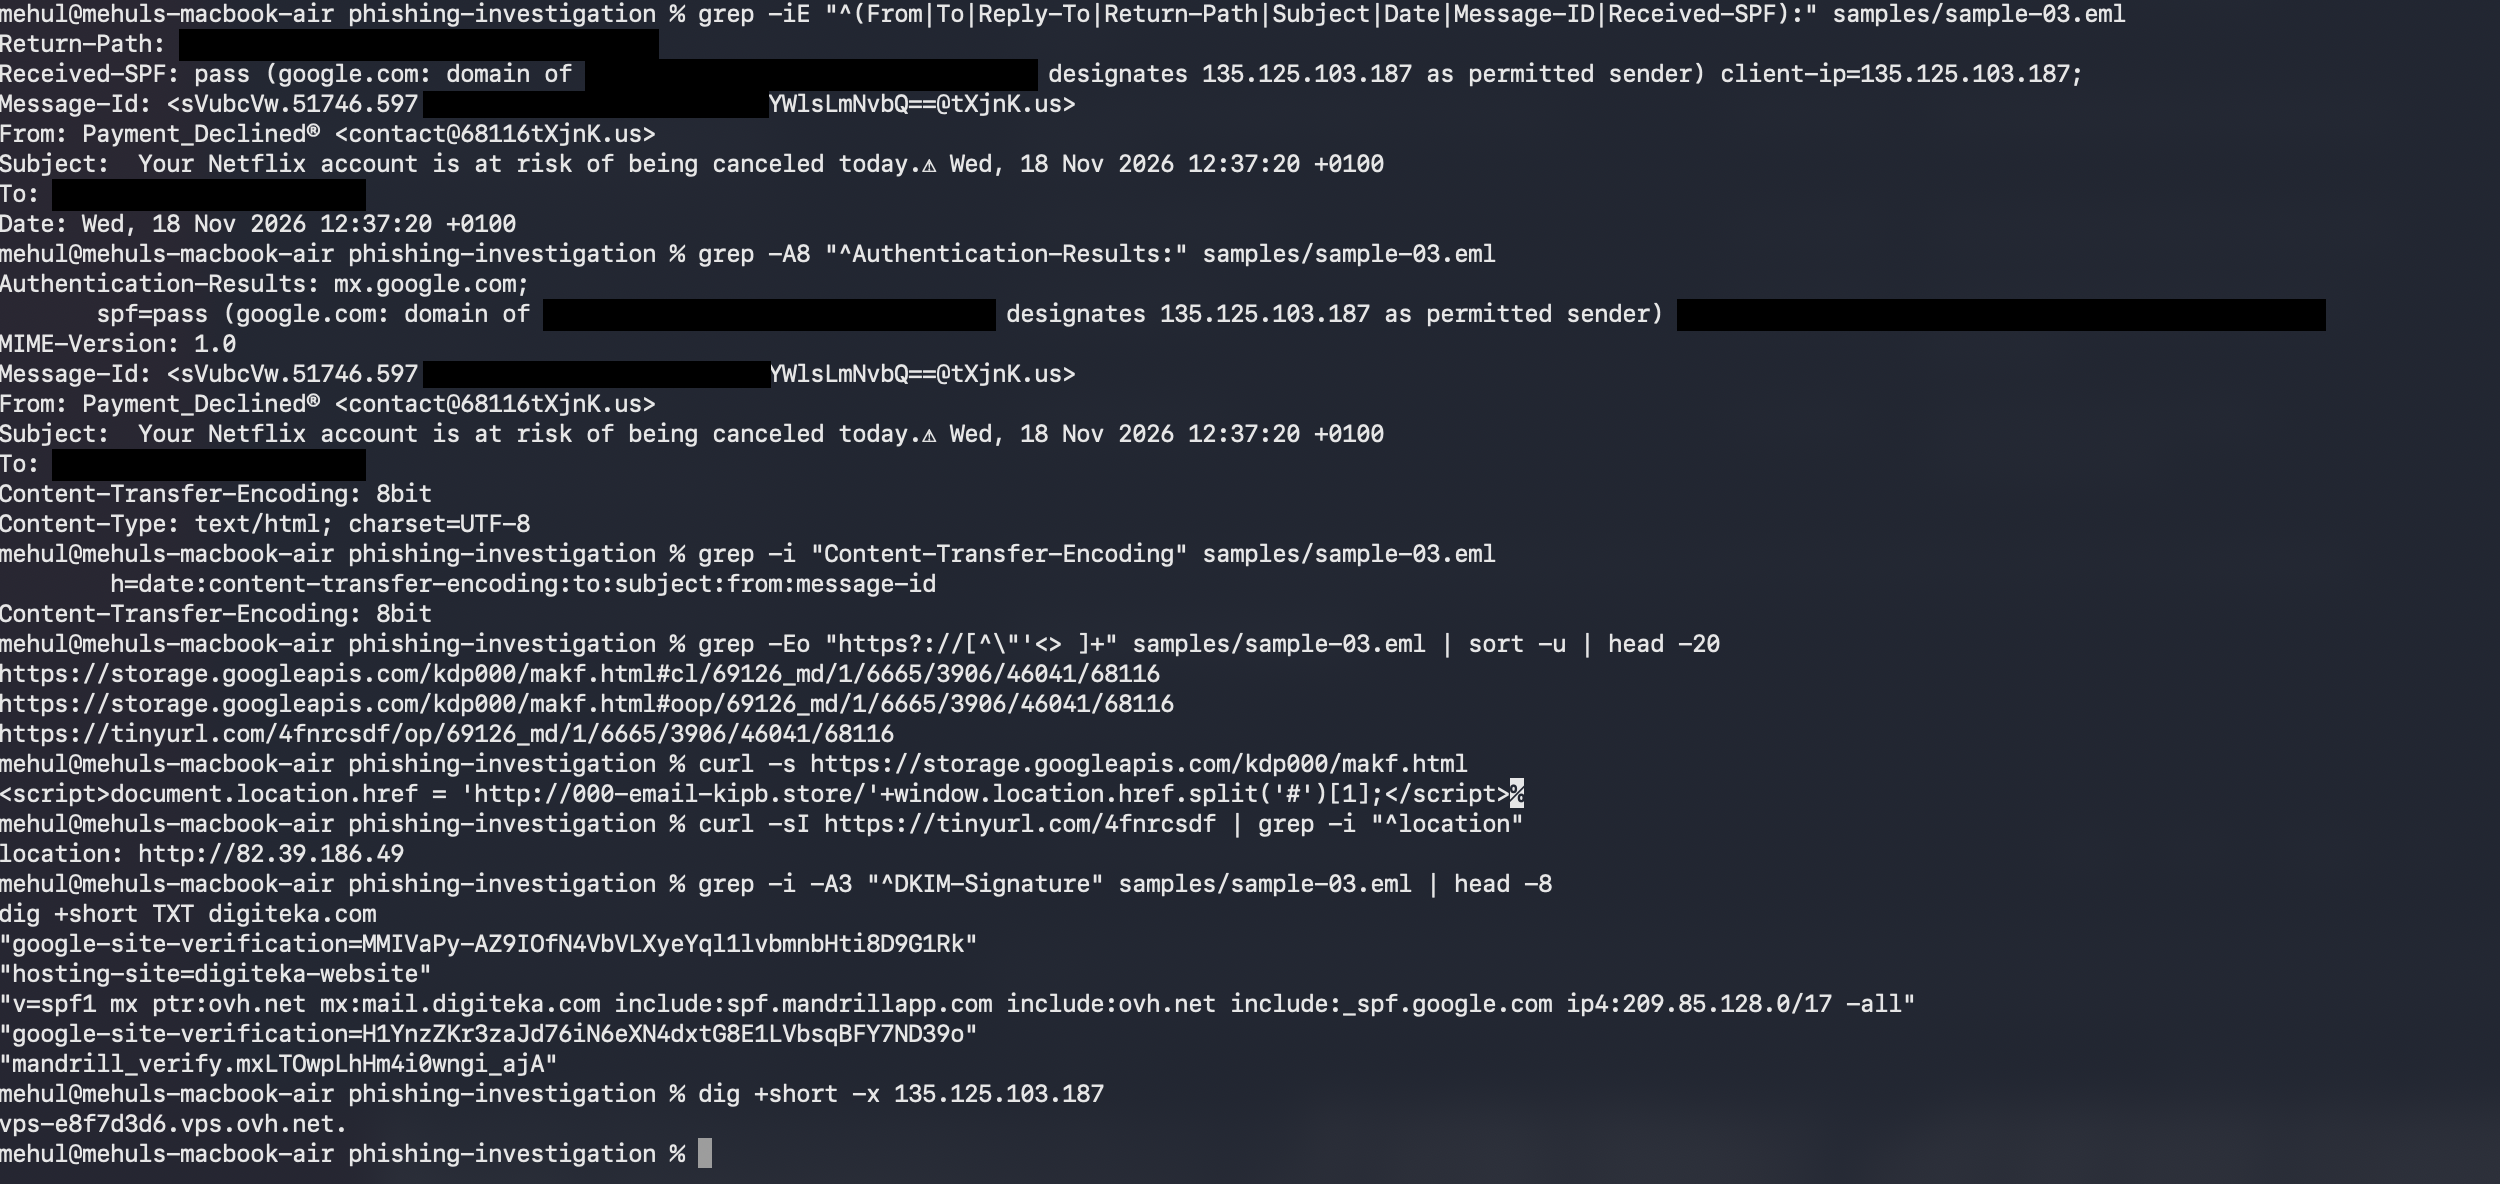 mehul@mehuls-macbook-air phishing-investigation % grep -iE "^(From|To|Reply-To|Return-Path|Subject|Date|Message-ID|Received-SPF):" samples/sample-03.eml
Return-Path:
Received-SPF: pass (google.com: domain of designates 135.125.103.187 as permitted sender) client-ip=135.125.103.187;
Message-Id: <sVubcVw.51746.597 YWlsLmNvbQ==@tXjnK.us>
From: Payment_Declined® <contact@68116tXjnK.us>
Subject:  Your Netflix account is at risk of being canceled today.⚠ Wed, 18 Nov 2026 12:37:20 +0100
To:
Date: Wed, 18 Nov 2026 12:37:20 +0100
mehul@mehuls-macbook-air phishing-investigation % grep -A8 "^Authentication-Results:" samples/sample-03.eml
Authentication-Results: mx.google.com;
       spf=pass (google.com: domain of designates 135.125.103.187 as permitted sender)
MIME-Version: 1.0
Message-Id: <sVubcVw.51746.597 YWlsLmNvbQ==@tXjnK.us>
From: Payment_Declined® <contact@68116tXjnK.us>
Subject:  Your Netflix account is at risk of being canceled today.⚠ Wed, 18 Nov 2026 12:37:20 +0100
To:
Content-Transfer-Encoding: 8bit
Content-Type: text/html; charset=UTF-8
mehul@mehuls-macbook-air phishing-investigation % grep -i "Content-Transfer-Encoding" samples/sample-03.eml
        h=date:content-transfer-encoding:to:subject:from:message-id
Content-Transfer-Encoding: 8bit
mehul@mehuls-macbook-air phishing-investigation % grep -Eo "https?://[^\"'<> ]+" samples/sample-03.eml | sort -u | head -20
https://storage.googleapis.com/kdp000/makf.html#cl/69126_md/1/6665/3906/46041/68116
https://storage.googleapis.com/kdp000/makf.html#oop/69126_md/1/6665/3906/46041/68116
https://tinyurl.com/4fnrcsdf/op/69126_md/1/6665/3906/46041/68116
mehul@mehuls-macbook-air phishing-investigation % curl -s https://storage.googleapis.com/kdp000/makf.html
<script>document.location.href = 'http://000-email-kipb.store/'+window.location.href.split('#')[1];</script>%
mehul@mehuls-macbook-air phishing-investigation % curl -sI https://tinyurl.com/4fnrcsdf | grep -i "^location"
location: http://82.39.186.49
mehul@mehuls-macbook-air phishing-investigation % grep -i -A3 "^DKIM-Signature" samples/sample-03.eml | head -8
dig +short TXT digiteka.com
"google-site-verification=MMIVaPy-AZ9IOfN4VbVLXyeYql1lvbmnbHti8D9G1Rk"
"hosting-site=digiteka-website"
"v=spf1 mx ptr:ovh.net mx:mail.digiteka.com include:spf.mandrillapp.com include:ovh.net include:_spf.google.com ip4:209.85.128.0/17 -all"
"google-site-verification=H1YnzZKr3zaJd76iN6eXN4dxtG8E1LVbsqBFY7ND39o"
"mandrill_verify.mxLTOwpLhHm4i0wngi_ajA"
mehul@mehuls-macbook-air phishing-investigation % dig +short -x 135.125.103.187
vps-e8f7d3d6.vps.ovh.net.
mehul@mehuls-macbook-air phishing-investigation %